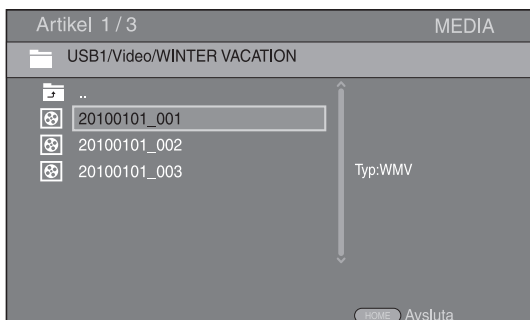 Artikel 1 / 3
MEDIA
USB1/Video/WINTER VACATION
..
20100101_001
20100101_002
20100101_003
Typ:WMV
HOME Avsluta